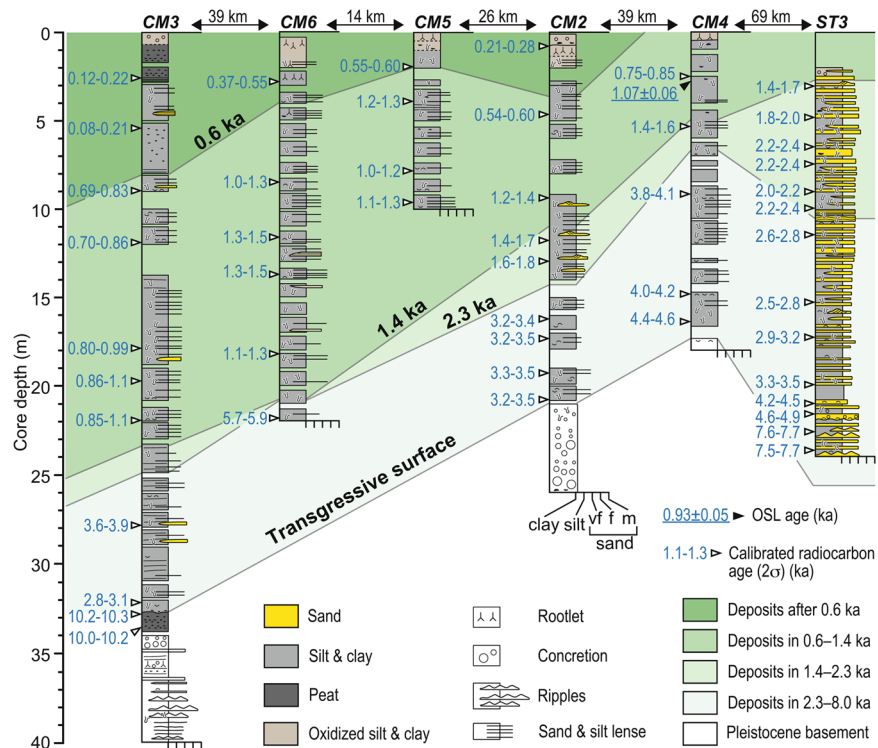 CM3 39 km CM6 14 km CM5 26 km CM2 39 km CM4 69 km ST3
Core depth (m)
0
5
10
15
20
25
30
35
40
0.12-0.22
0.08-0.21
0.69-0.83
0.70-0.86
0.80-0.99
0.86-1.1
0.85-1.1
3.6-3.9
2.8-3.1
10.2-10.3
10.0-10.2
0.37-0.55
1.0-1.3
1.3-1.5
1.3-1.5
1.1-1.3
5.7-5.9
0.55-0.60
1.2-1.3
1.0-1.2
1.1-1.3
0.21-0.28
0.54-0.60
1.2-1.4
1.4-1.7
1.6-1.8
3.2-3.4
3.2-3.5
3.3-3.5
3.2-3.5
0.75-0.85
1.07±0.06
1.4-1.6
3.8-4.1
4.0-4.2
4.4-4.6
1.4-1.7
1.8-2.0
2.2-2.4
2.2-2.4
2.0-2.2
2.2-2.4
2.6-2.8
2.5-2.8
2.9-3.2
3.3-3.5
4.2-4.5
4.6-4.9
7.6-7.7
7.5-7.7
0.6 ka
1.4 ka
2.3 ka
Transgressive surface
clay silt vf f m
sand
0.93±0.05 OSL age (ka)
1.1-1.3 Calibrated radiocarbon
age (2σ) (ka)
Sand
Silt & clay
Peat
Oxidized silt & clay
Rootlet
Concretion
Ripples
Sand & silt lense
Deposits after 0.6 ka
Deposits in 0.6–1.4 ka
Deposits in 1.4–2.3 ka
Deposits in 2.3–8.0 ka
Pleistocene basement